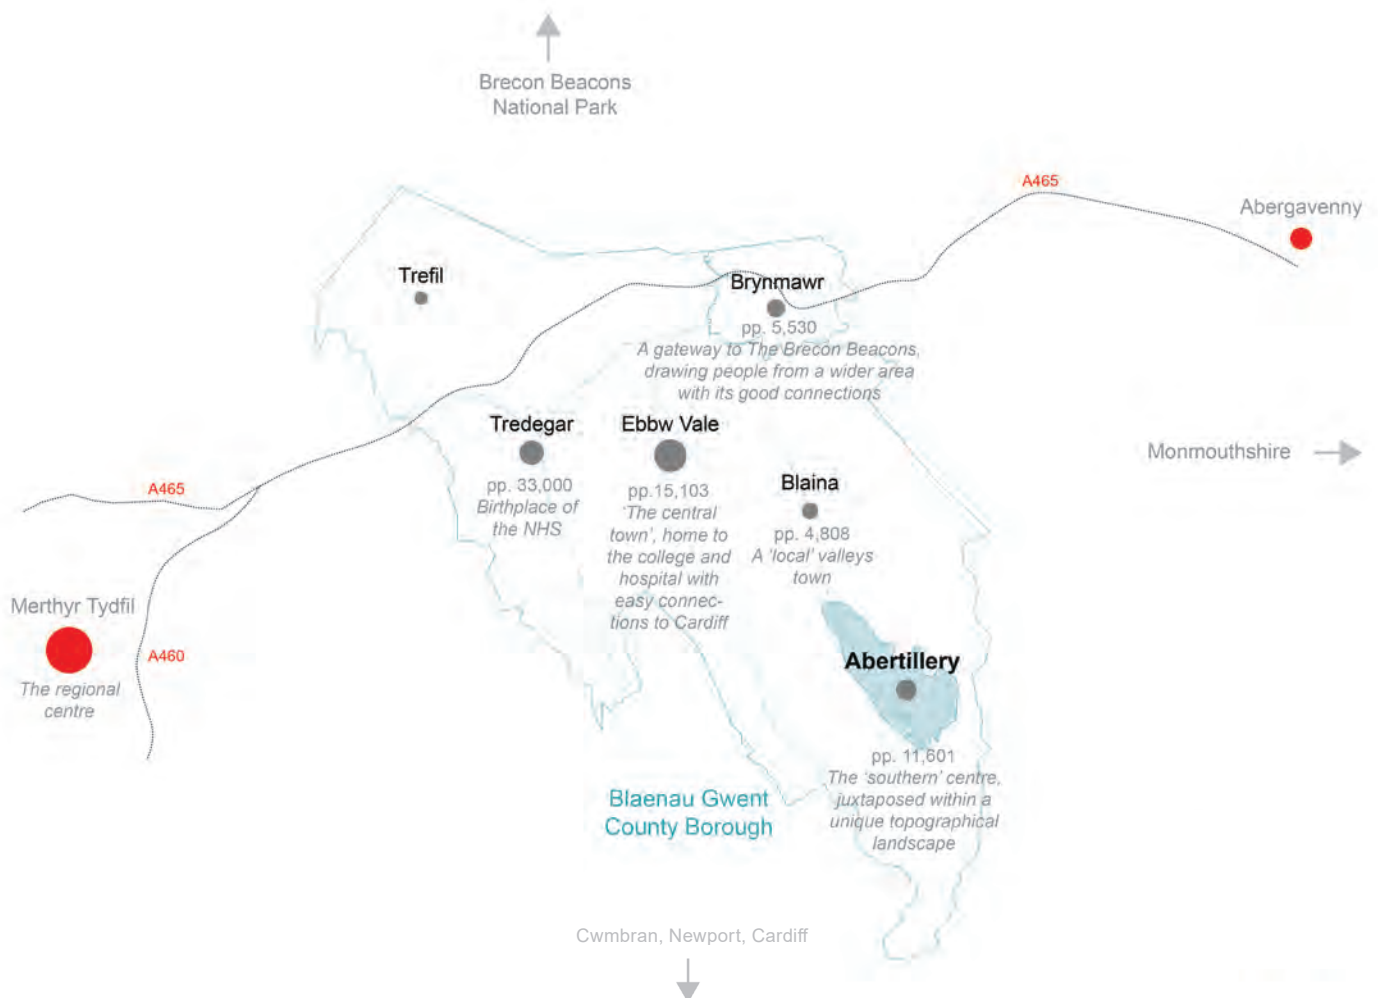 Brecon Beacons
National Park
A465
Abergavenny
Trefil
Brynmawr
pp. 5,530
A gateway to The Brecon Beacons,
drawing people from a wider area
with its good connections
Tredegar
pp. 33,000
Birthplace of
the NHS
Ebbw Vale
pp.15,103
'The central
town', home to
the college and
hospital with
easy connec-
tions to Cardiff
Monmouthshire
Blaina
pp. 4,808
A 'local' valleys
town
A465
Merthyr Tydfil
The regional
centre
A460
Abertillery
pp. 11,601
The 'southern' centre,
juxtaposed within a
unique topographical
landscape
Blaenau Gwent
County Borough
Cwmbran, Newport, Cardiff